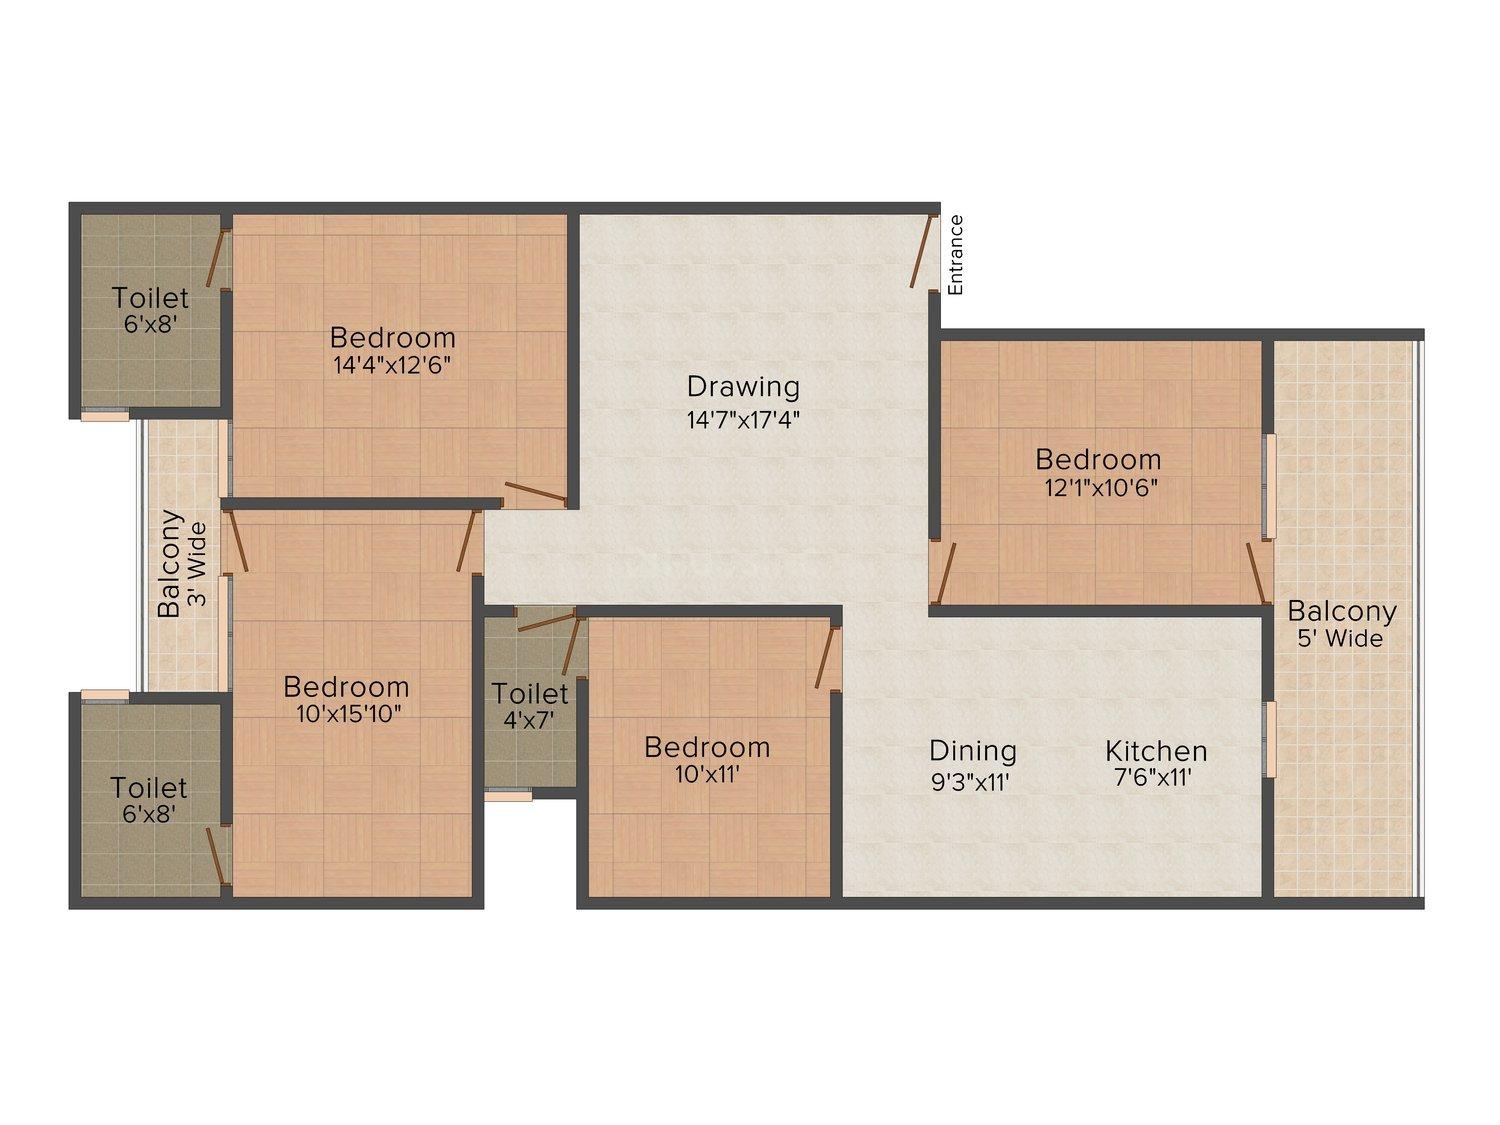 Entrance
Toilet
6'x8'
Bedroom
14'4"x12'6"
Drawing
14'7"x17'4"
Bedroom
12'1"x10'6"
Balcony
3' Wide
Balcony
5' Wide
Bedroom
10'x15'10"
Toilet
4'x7'
Bedroom
10'x11'
Dining
9'3"x11'
Kitchen
7'6"x11'
Toilet
6'x8'